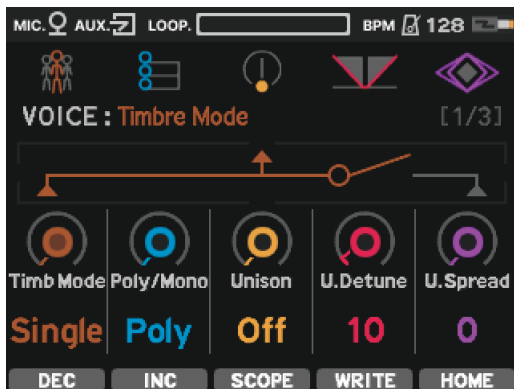 MIC. AUX. LOOP. BPM 128
VOICE : Timbre Mode [1/3]
Timb Mode Poly/Mono Unison U.Detune U.Spread
Single Poly Off 10 0
DEC INC SCOPE WRITE HOME